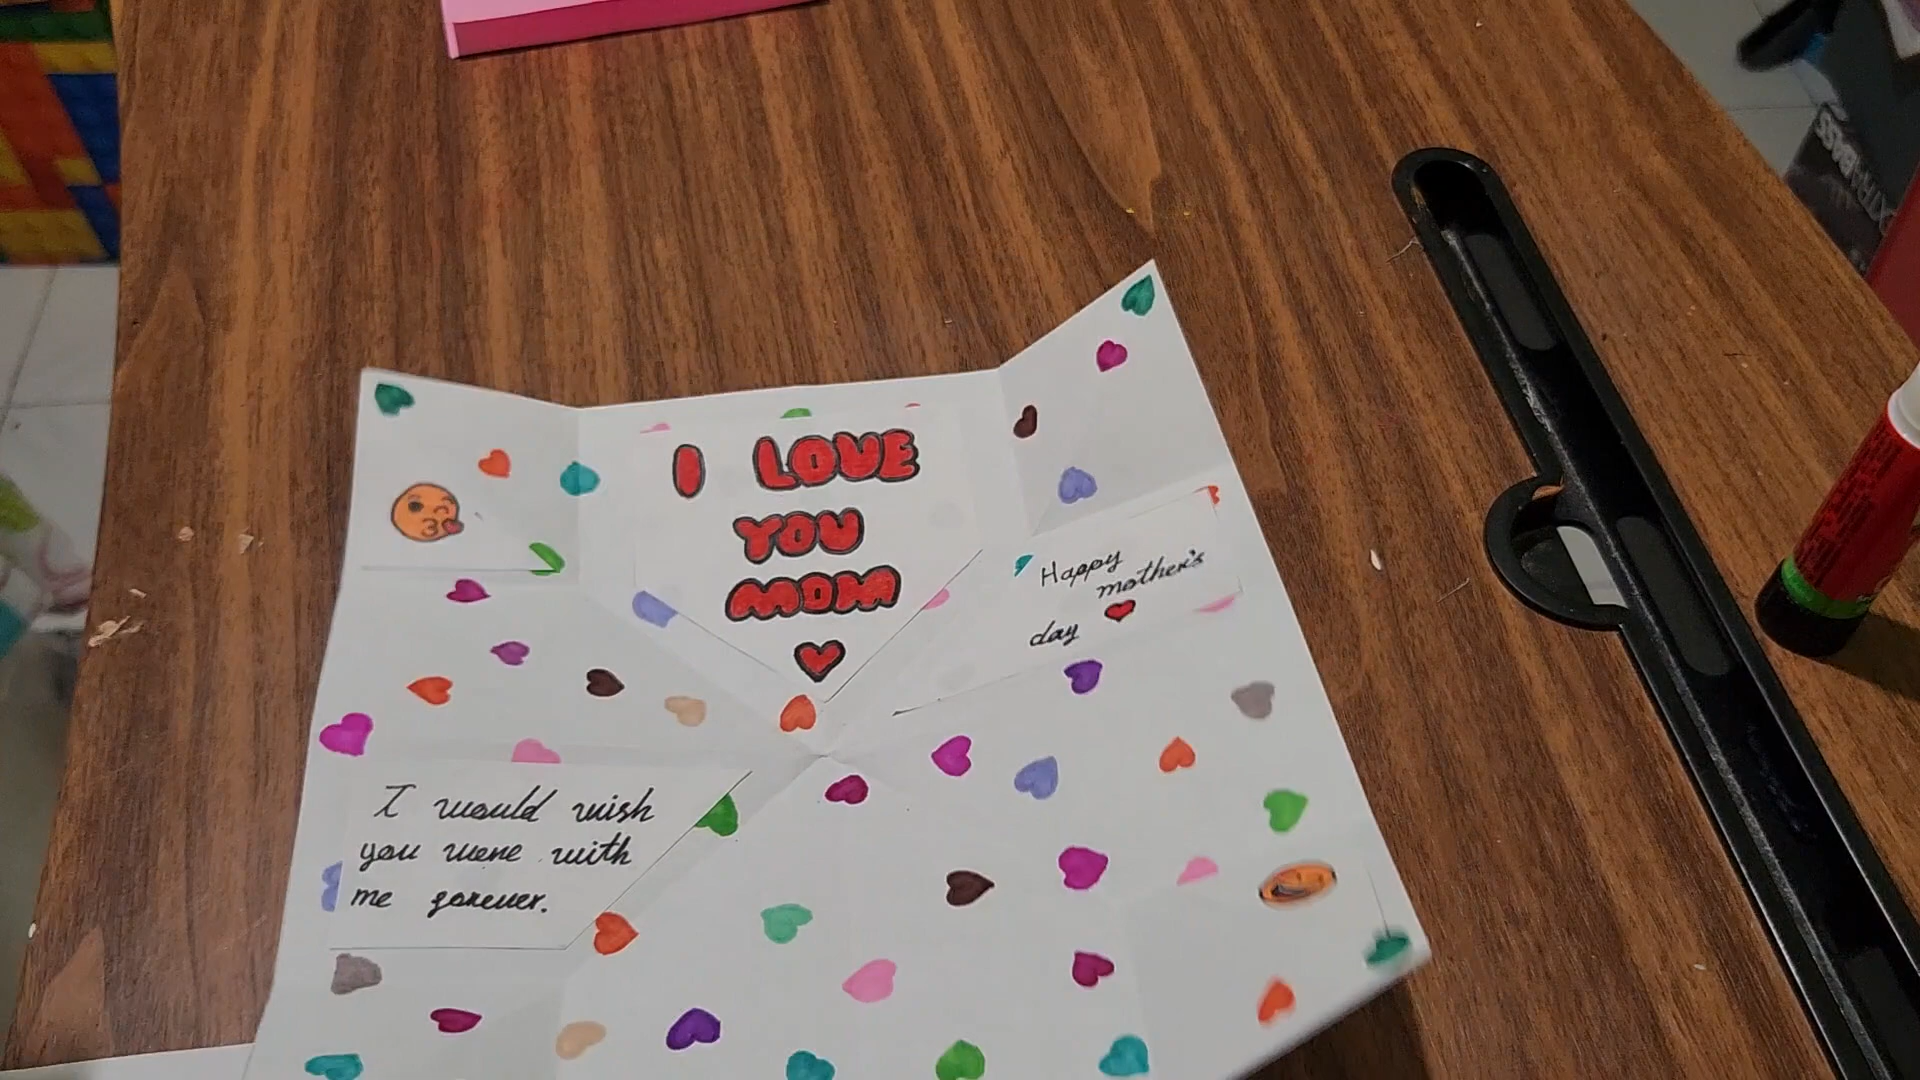 I LOVE
YOU
MOM
Happy
mother's
day
I would wish
you were with
me forever.